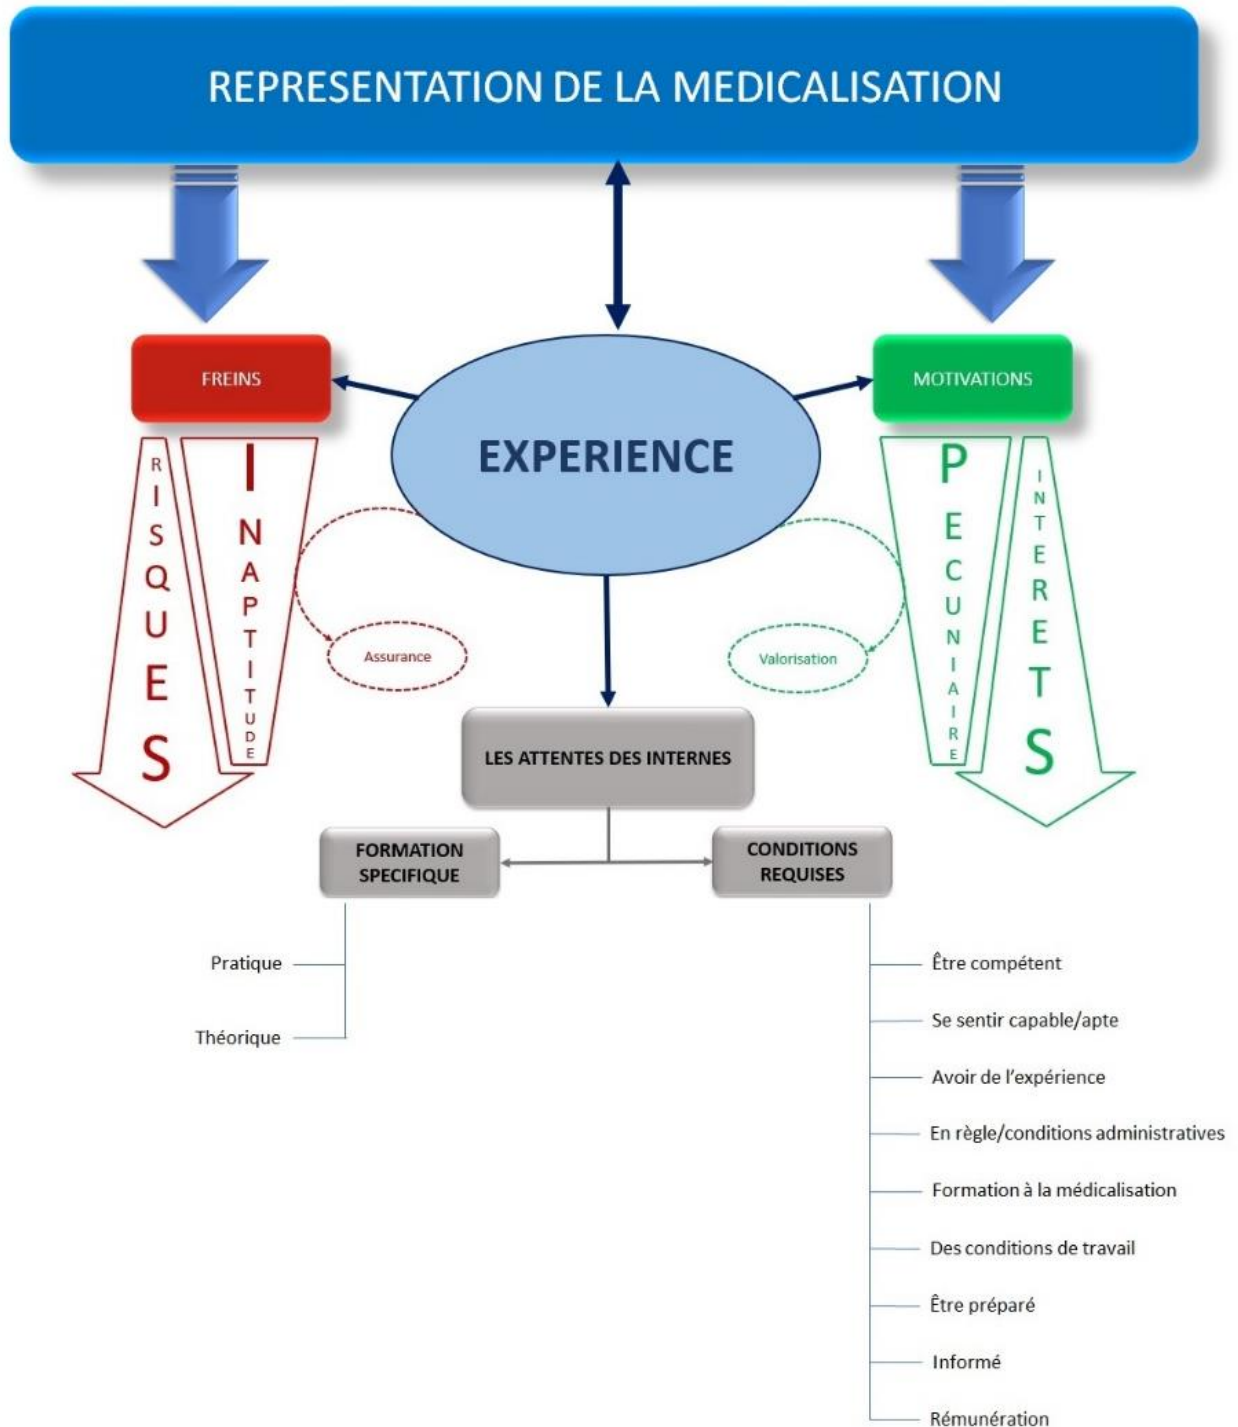 REPRESENTATION DE LA MEDICALISATION
FREINS
MOTIVATIONS
EXPERIENCE
RISQUES
INAPTITUDE
PECUNIAIRE
INTERETS
Assurance
Valorisation
LES ATTENTES DES INTERNES
FORMATION
SPECIFIQUE
CONDITIONS
REQUISES
Pratique
Théorique
Être compétent
Se sentir capable/apte
Avoir de l’expérience
En règle/conditions administratives
Formation à la médicalisation
Des conditions de travail
Être préparé
Informé
Rémunération